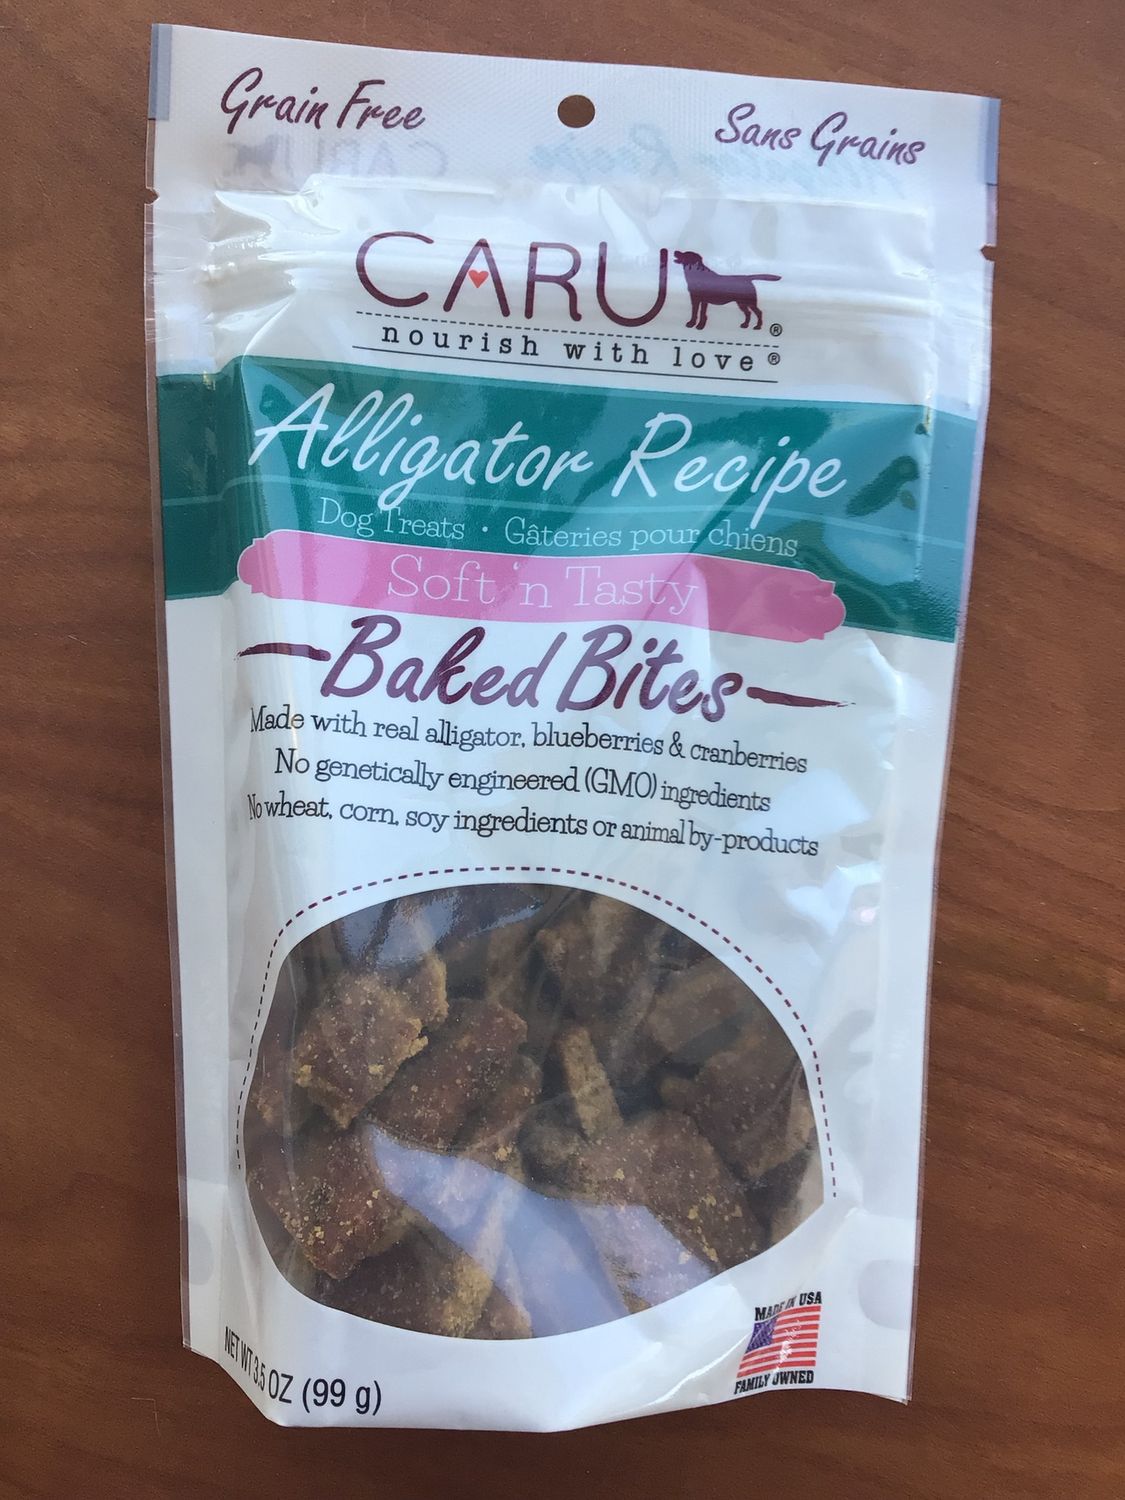 Grain Free
Sans Grains
CARU®
nourish with love®
Alligator Recipe
Dog Treats · Gâteries pour chiens
Soft 'n Tasty
Baked Bites
Made with real alligator, blueberries & cranberries
No genetically engineered (GMO) ingredients
No wheat, corn, soy ingredients or animal by-products
MADE IN USA
FAMILY OWNED
NET WT 3.5 OZ (99 g)